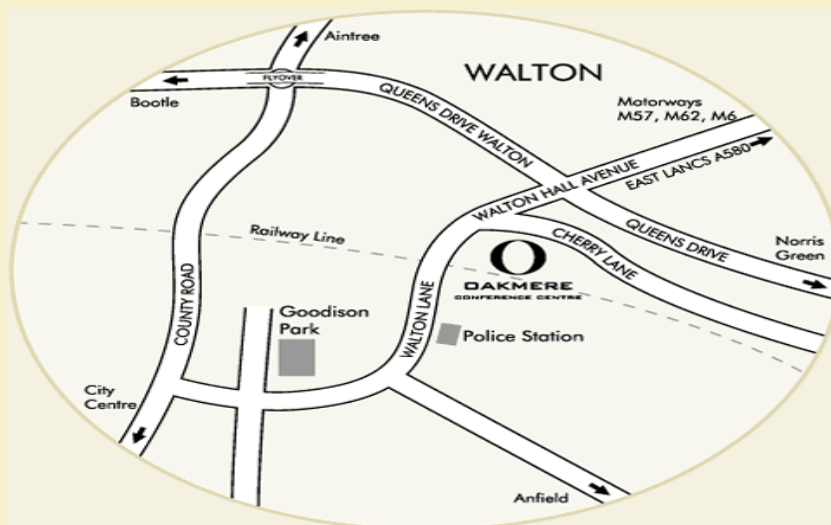 Aintree
FLYOVER
WALTON
Bootle
QUEENS DRIVE WALTON
Motorways
M57, M62, M6
WALTON HALL AVENUE
EAST LANCS A580
Railway Line
CHERRY LANE
QUEENS DRIVE
Norris
Green
OAKMERE
CONFERENCE CENTRE
COUNTY ROAD
Goodison
Park
WALTON LANE
Police Station
City
Centre
Anfield